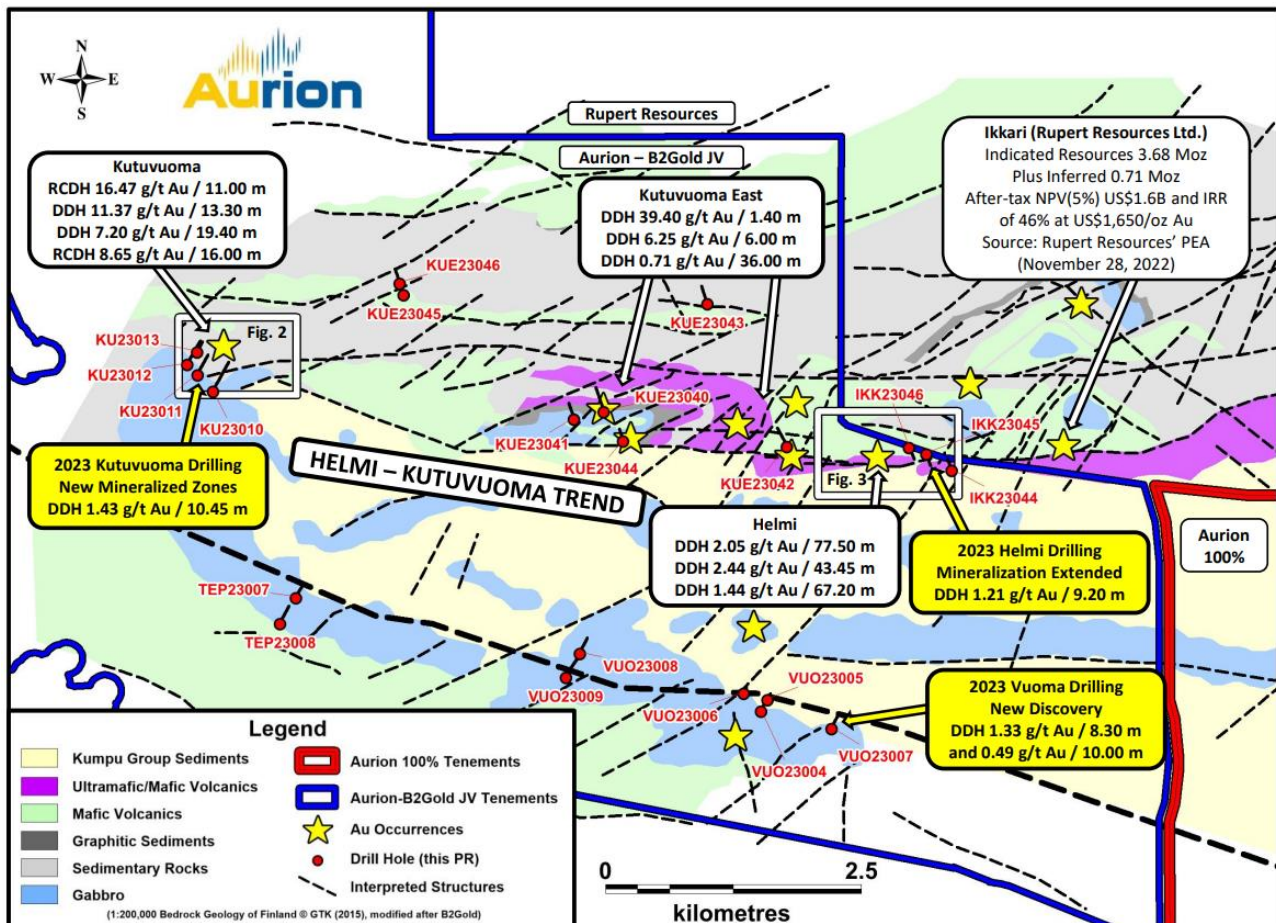 N
W
E
S
Aurion
Rupert Resources
Aurion – B2Gold JV
Ikkari (Rupert Resources Ltd.)
Indicated Resources 3.68 Moz
Plus Inferred 0.71 Moz
After-tax NPV(5%) US$1.6B and IRR
of 46% at US$1,650/oz Au
Source: Rupert Resources' PEA
(November 28, 2022)
Kutuvuoma
RCDH 16.47 g/t Au / 11.00 m
DDH 11.37 g/t Au / 13.30 m
DDH 7.20 g/t Au / 19.40 m
RCDH 8.65 g/t Au / 16.00 m
Kutuvuoma East
DDH 39.40 g/t Au / 1.40 m
DDH 6.25 g/t Au / 6.00 m
DDH 0.71 g/t Au / 36.00 m
KUE23046
KUE23045
KUE23043
Fig. 2
KU23013
KU23012
KU23011
KU23010
KUE23040
KUE23041
KUE23044
KUE23042
IKK23046
IKK23045
IKK23044
Fig. 3
2023 Kutuvuoma Drilling
New Mineralized Zones
DDH 1.43 g/t Au / 10.45 m
HELMI – KUTUVUOMA TREND
Helmi
DDH 2.05 g/t Au / 77.50 m
DDH 2.44 g/t Au / 43.45 m
DDH 1.44 g/t Au / 67.20 m
2023 Helmi Drilling
Mineralization Extended
DDH 1.21 g/t Au / 9.20 m
Aurion
100%
TEP23007
TEP23008
VUO23008
VUO23009
VUO23005
VUO23006
VUO23004
VUO23007
2023 Vuoma Drilling
New Discovery
DDH 1.33 g/t Au / 8.30 m
and 0.49 g/t Au / 10.00 m
Legend
Kumpu Group Sediments
Ultramafic/Mafic Volcanics
Mafic Volcanics
Graphitic Sediments
Sedimentary Rocks
Gabbro
Aurion 100% Tenements
Aurion-B2Gold JV Tenements
Au Occurrences
Drill Hole (this PR)
Interpreted Structures
(1:200,000 Bedrock Geology of Finland © GTK (2015), modified after B2Gold)
0
2.5
kilometres